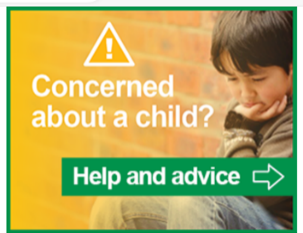 Concerned
about a child?
Help and advice